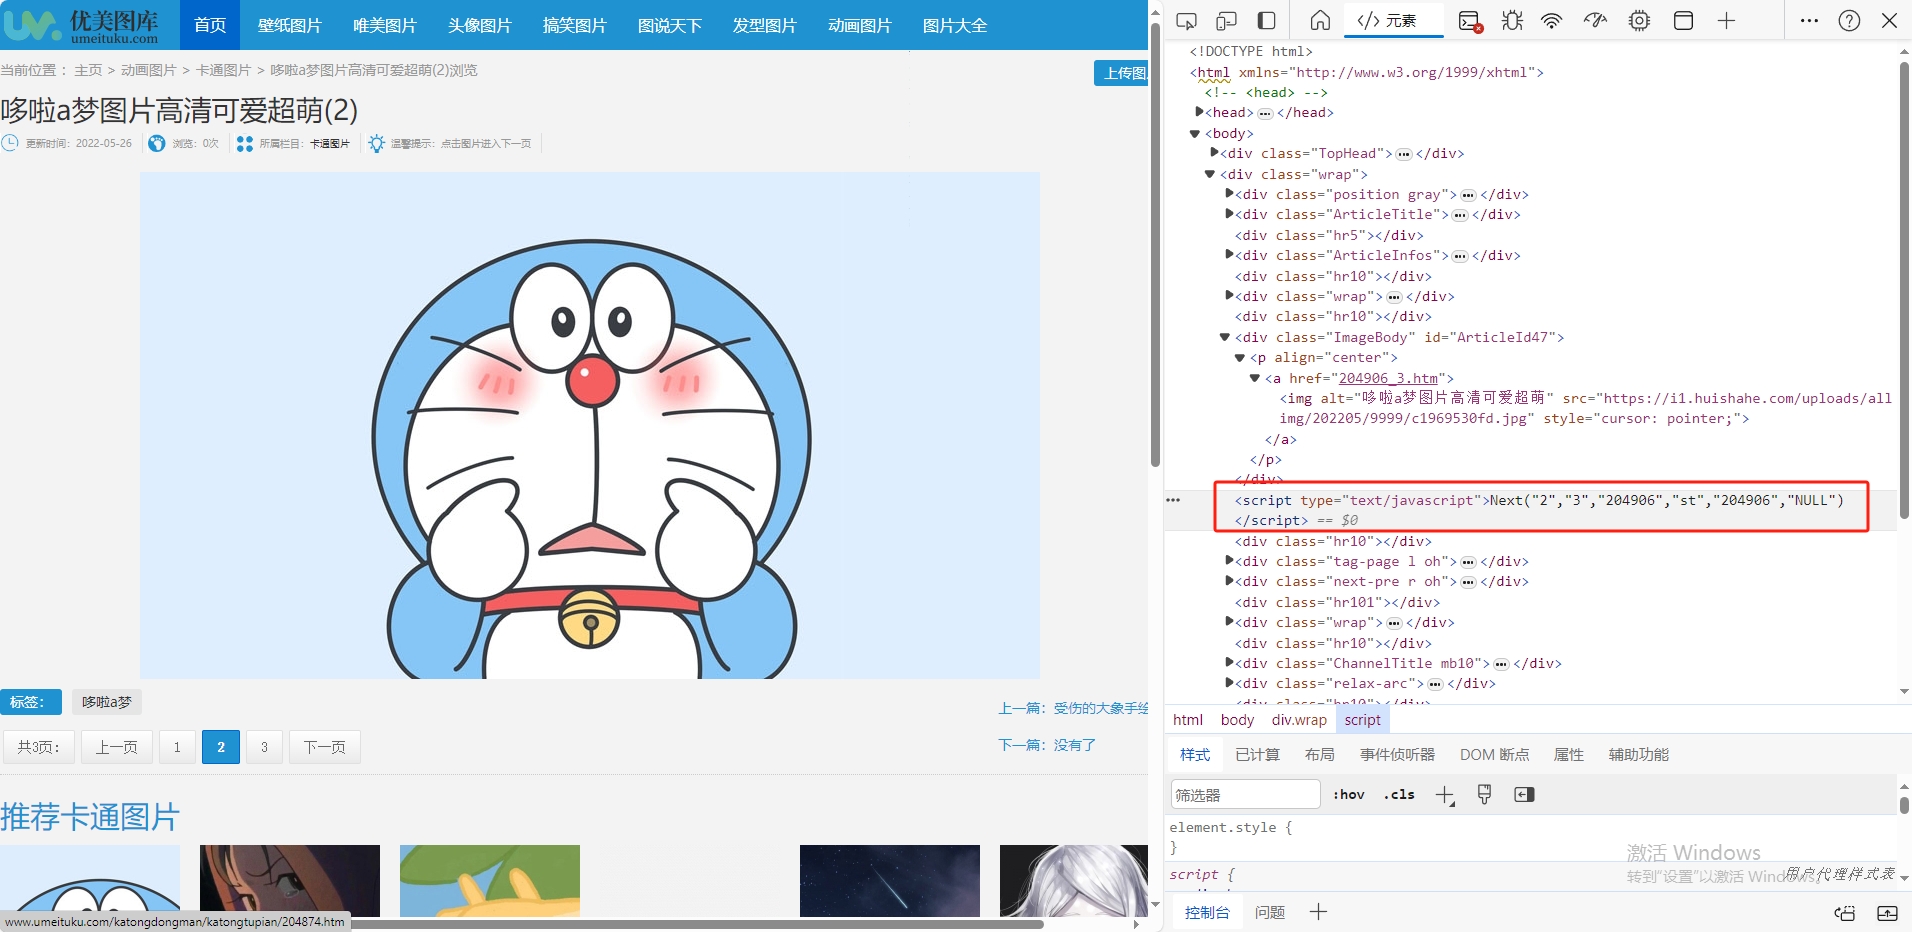 优美图库
umeituku.com
首页
壁纸图片
唯美图片
头像图片
搞笑图片
图说天下
发型图片
动画图片
图片大全
当前位置： 主页 > 动画图片 > 卡通图片 > 哆啦a梦图片高清可爱超萌(2)浏览
上传图
哆啦a梦图片高清可爱超萌(2)
更新时间：2022-05-26
浏览：0次
所属栏目：卡通图片
温馨提示：点击图片进入下一页
标签：
哆啦a梦
上一篇：受伤的大象手绘
下一篇：没有了
共3页:
上一页
1
2
3
下一页
推荐卡通图片
www.umeituku.com/katongdongman/katongtupian/204874.htm
</> 元素
<!DOCTYPE html>
<html xmlns="http://www.w3.org/1999/xhtml">
<!-- <head> -->
<head> ··· </head>
<body>
<div class="TopHead"> ··· </div>
<div class="wrap">
<div class="position gray"> ··· </div>
<div class="ArticleTitle"> ··· </div>
<div class="hr5"></div>
<div class="ArticleInfos"> ··· </div>
<div class="hr10"></div>
<div class="wrap"> ··· </div>
<div class="hr10"></div>
<div class="ImageBody" id="ArticleId47">
<p align="center">
<a href="204906_3.htm">
<img alt="哆啦a梦图片高清可爱超萌" src="https://i1.huishahe.com/uploads/all
img/202205/9999/c1969530fd.jpg" style="cursor: pointer;">
</a>
</p>
</div>
<script type="text/javascript">Next("2","3","204906","st","204906","NULL")
</script> == $0
<div class="hr10"></div>
<div class="tag-page l oh"> ··· </div>
<div class="next-pre r oh"> ··· </div>
<div class="hr101"></div>
<div class="wrap"> ··· </div>
<div class="hr10"></div>
<div class="ChannelTitle mb10"> ··· </div>
<div class="relax-arc"> ··· </div>
<div class="hr10"></div>
html body div.wrap script
样式 已计算 布局 事件侦听器 DOM 断点 属性 辅助功能
筛选器
:hov .cls
element.style {
}
script {
用户代理样式表
激活 Windows
转到"设置"以激活 Windows。
控制台 问题